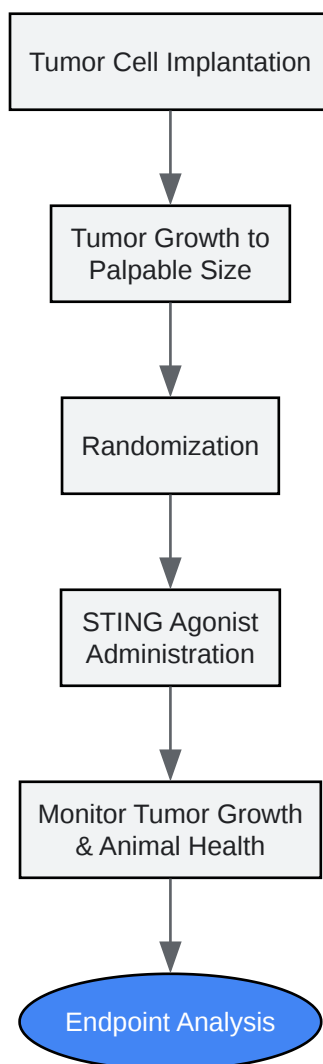 Tumor Cell Implantation
Tumor Growth to
Palpable Size
Randomization
STING Agonist
Administration
Monitor Tumor Growth
& Animal Health
Endpoint Analysis